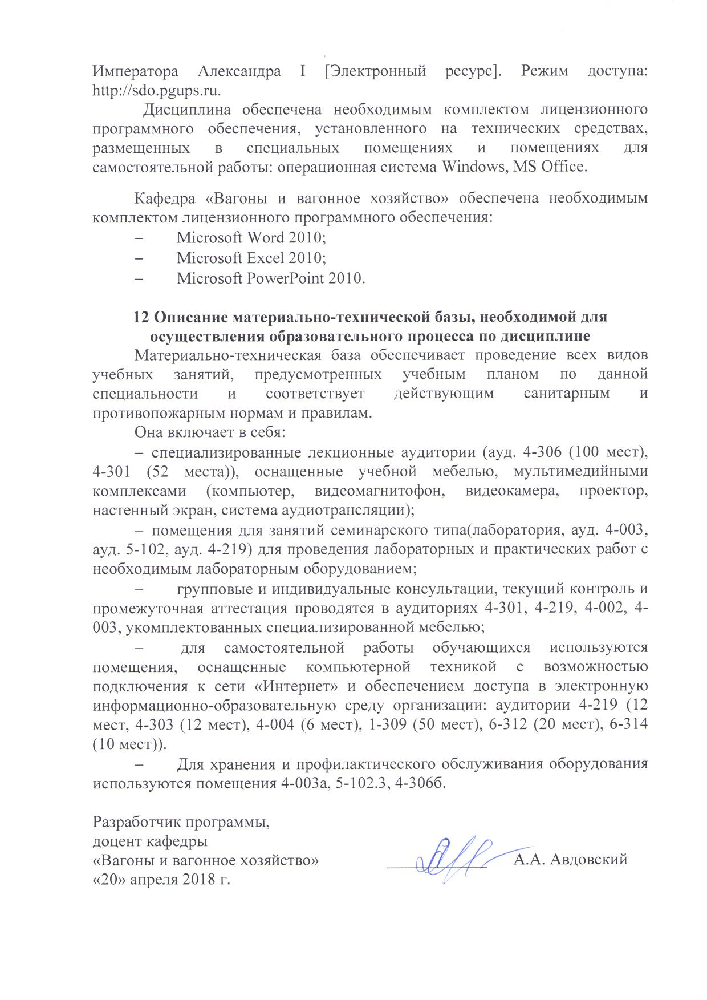 Императора Александра I [Электронный ресурс]. Режим доступа:
http://sdo.pgups.ru.
Дисциплина обеспечена необходимым комплектом лицензионного
программного обеспечения, установленного на технических средствах,
размещенных в специальных помещениях и помещениях для
самостоятельной работы: операционная система Windows, MS Office.
Кафедра «Вагоны и вагонное хозяйство» обеспечена необходимым
комплектом лицензионного программного обеспечения:
− Microsoft Word 2010;
− Microsoft Excel 2010;
− Microsoft PowerPoint 2010.
12 Описание материально-технической базы, необходимой для
осуществления образовательного процесса по дисциплине
Материально-техническая база обеспечивает проведение всех видов
учебных занятий, предусмотренных учебным планом по данной
специальности и соответствует действующим санитарным и
противопожарным нормам и правилам.
Она включает в себя:
− специализированные лекционные аудитории (ауд. 4-306 (100 мест),
4-301 (52 места)), оснащенные учебной мебелью, мультимедийными
комплексами (компьютер, видеомагнитофон, видеокамера, проектор,
настенный экран, система аудиотрансляции);
− помещения для занятий семинарского типа(лаборатория, ауд. 4-003,
ауд. 5-102, ауд. 4-219) для проведения лабораторных и практических работ с
необходимым лабораторным оборудованием;
− групповые и индивидуальные консультации, текущий контроль и
промежуточная аттестация проводятся в аудиториях 4-301, 4-219, 4-002, 4-
003, укомплектованных специализированной мебелью;
− для самостоятельной работы обучающихся используются
помещения, оснащенные компьютерной техникой с возможностью
подключения к сети «Интернет» и обеспечением доступа в электронную
информационно-образовательную среду организации: аудитории 4-219 (12
мест, 4-303 (12 мест), 4-004 (6 мест), 1-309 (50 мест), 6-312 (20 мест), 6-314
(10 мест)).
− Для хранения и профилактического обслуживания оборудования
используются помещения 4-003а, 5-102.3, 4-306б.
Разработчик программы,
доцент кафедры
«Вагоны и вагонное хозяйство» А.А. Авдовский
«20» апреля 2018 г.